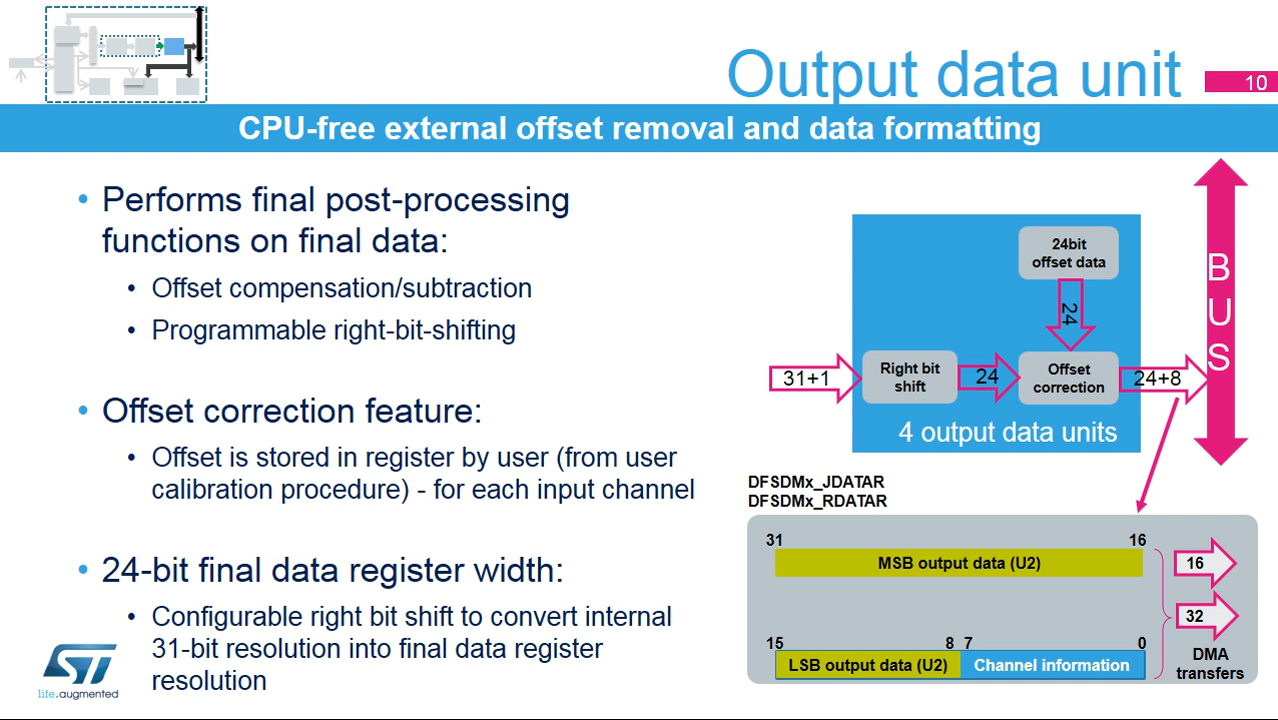 Output data unit
10
CPU-free external offset removal and data formatting
• Performs final post-processing
functions on final data:
• Offset compensation/subtraction
• Programmable right-bit-shifting
• Offset correction feature:
• Offset is stored in register by user (from user
calibration procedure) - for each input channel
• 24-bit final data register width:
• Configurable right bit shift to convert internal
31-bit resolution into final data register
resolution
ST
life.augmented
24bit
offset data
24
31+1
Right bit
shift
24
Offset
correction
24+8
4 output data units
B
U
S
DFSDMx_JDATAR
DFSDMx_RDATAR
31 16
MSB output data (U2)
16
32
15 8 7 0
LSB output data (U2) Channel information
DMA
transfers